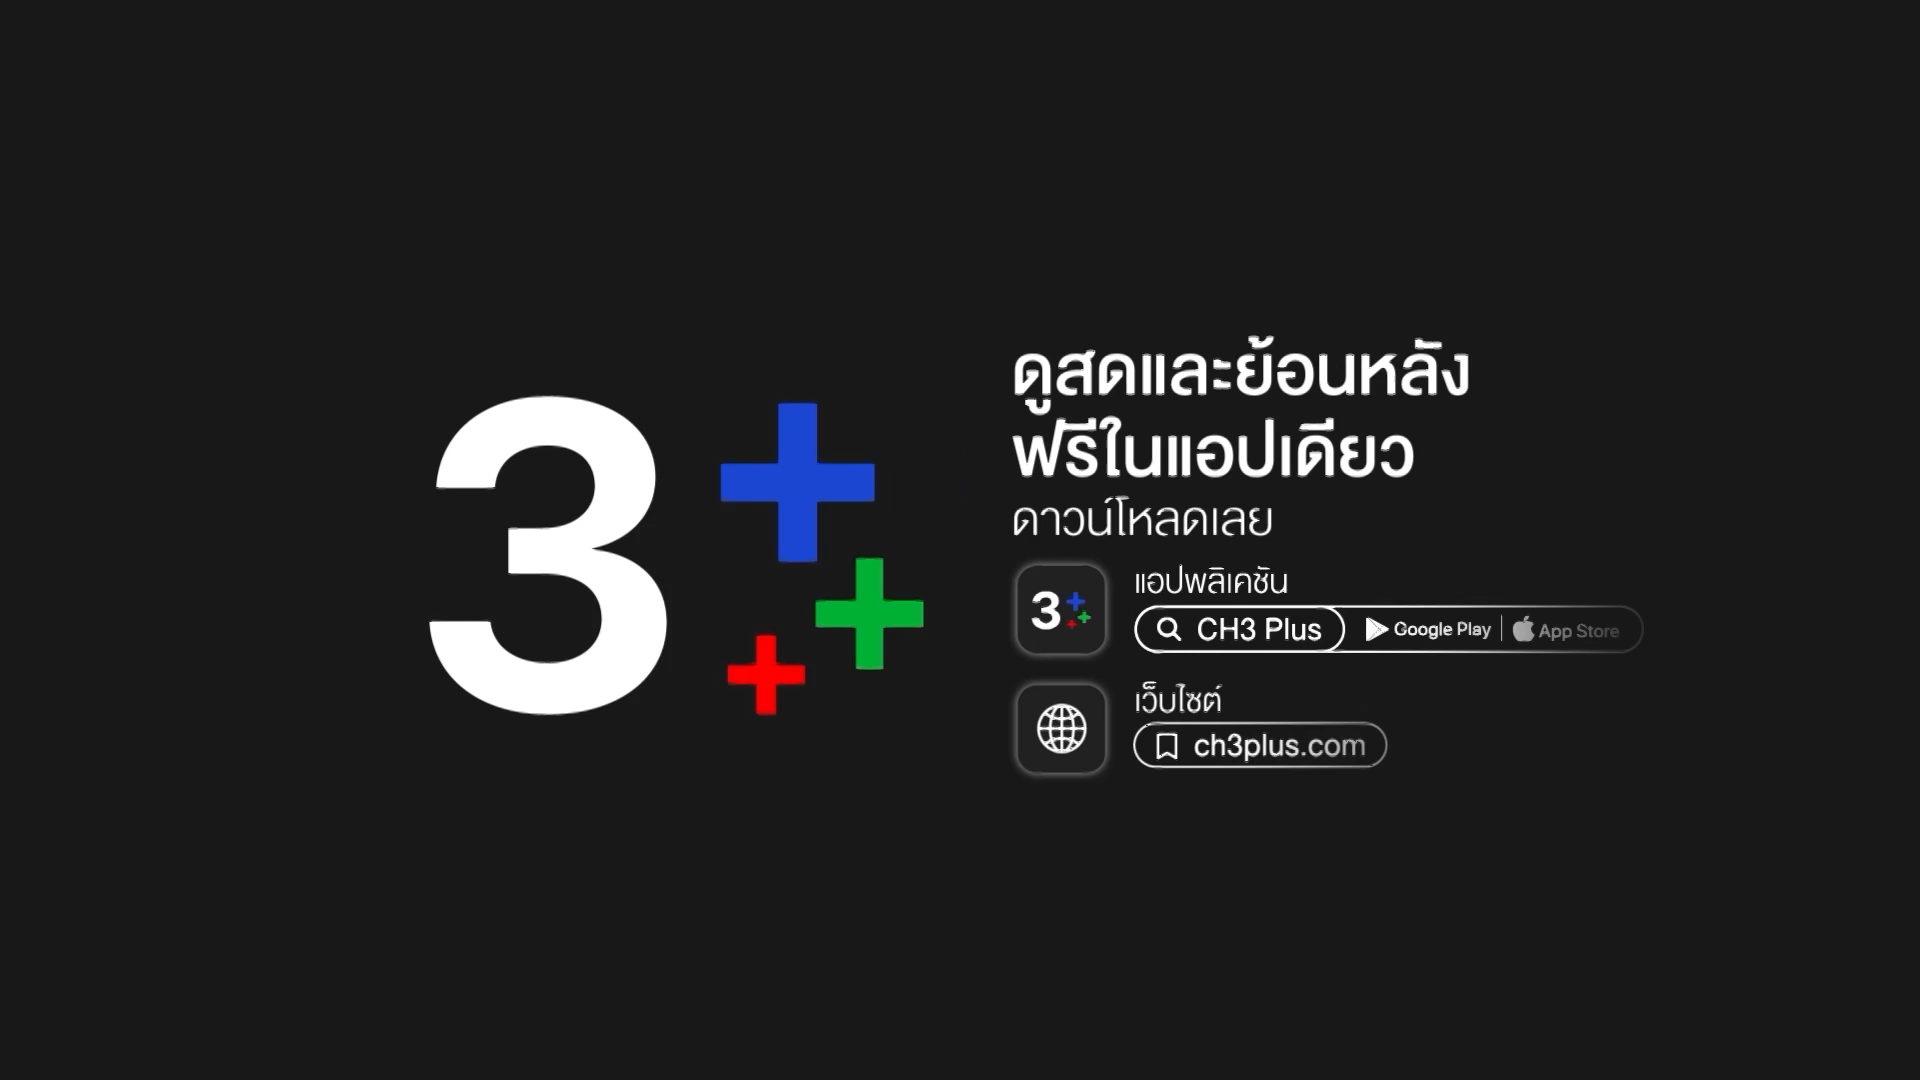 3+++
ดูสดและย้อนหลัง
ฟรีในแอปเดียว
ดาวน์โหลดเลย
3+++
แอปพลิเคชัน
CH3 Plus
Google Play
App Store
เว็บไซต์
ch3plus.com